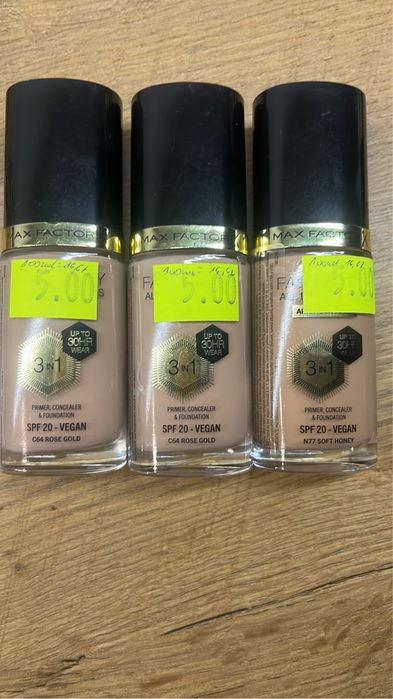 MAX FACTOR
5.00
UP TO
30HR
WEAR
3 IN 1
PRIMER, CONCEALER
& FOUNDATION
SPF 20 - VEGAN
C64 ROSE GOLD
MAX FACTOR
5.00
UP TO
30HR
WEAR
3 IN 1
PRIMER, CONCEALER
& FOUNDATION
SPF 20 - VEGAN
C64 ROSE GOLD
MAX FACTOR
5.00
UP TO
30HR
WEAR
3 IN 1
PRIMER, CONCEALER
& FOUNDATION
SPF 20 - VEGAN
N77 SOFT HONEY